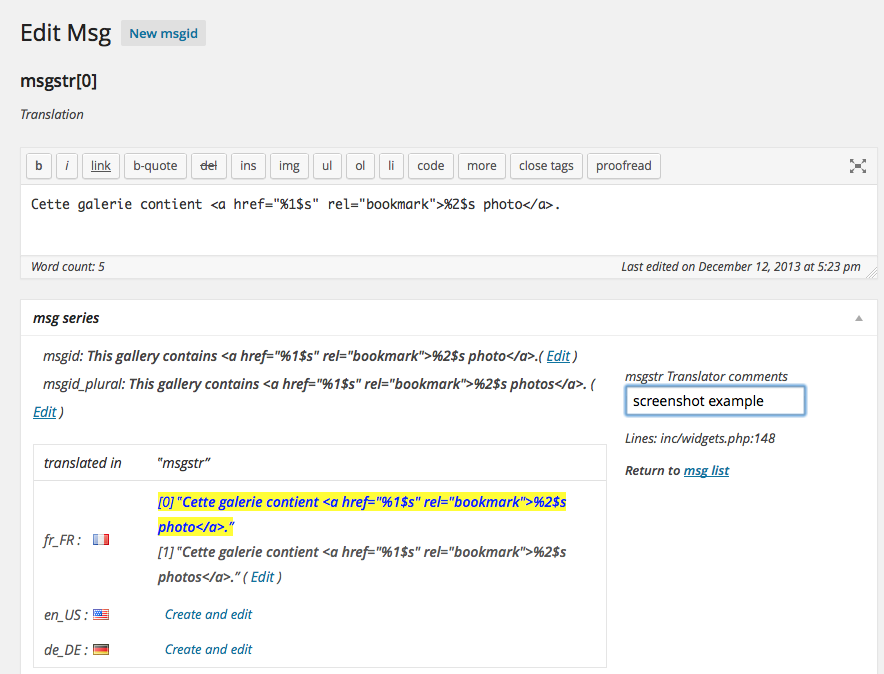 Edit Msg New msgid
msgstr[0]
Translation
b i link b-quote del ins img ul ol li code more close tags proofread
Cette galerie contient <a href="%1$s" rel="bookmark">%2$s photo</a>.
Word count: 5 Last edited on December 12, 2013 at 5:23 pm
msg series
msgid: This gallery contains <a href="%1$s" rel="bookmark">%2$s photo</a>.( Edit )
msgid_plural: This gallery contains <a href="%1$s" rel="bookmark">%2$s photos</a>. (
Edit )
msgstr Translator comments
screenshot example
Lines: inc/widgets.php:148
Return to msg list
translated in "msgstr"
[0] "Cette galerie contient <a href="%1$s" rel="bookmark">%2$s
photo</a>."
fr_FR :
[1] "Cette galerie contient <a href="%1$s" rel="bookmark">%2$s
photos</a>." ( Edit )
en_US : Create and edit
de_DE : Create and edit